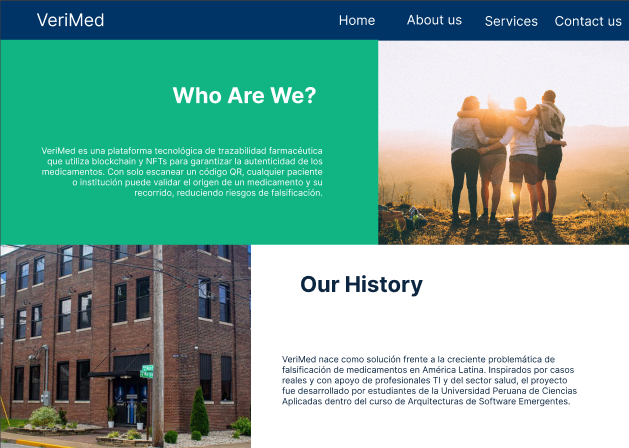 VeriMed
Home
About us
Services
Contact us
Who Are We?
VeriMed es una plataforma tecnológica de trazabilidad farmacéutica
que utiliza blockchain y NFTs para garantizar la autenticidad de los
medicamentos. Con solo escanear un código QR, cualquier paciente
o institución puede validar el origen de un medicamento y su
recorrido, reduciendo riesgos de falsificación.
Our History
VeriMed nace como solución frente a la creciente problemática de
falsificación de medicamentos en América Latina. Inspirados por casos
reales y con apoyo de profesionales TI y del sector salud, el proyecto
fue desarrollado por estudiantes de la Universidad Peruana de Ciencias
Aplicadas dentro del curso de Arquitecturas de Software Emergentes.